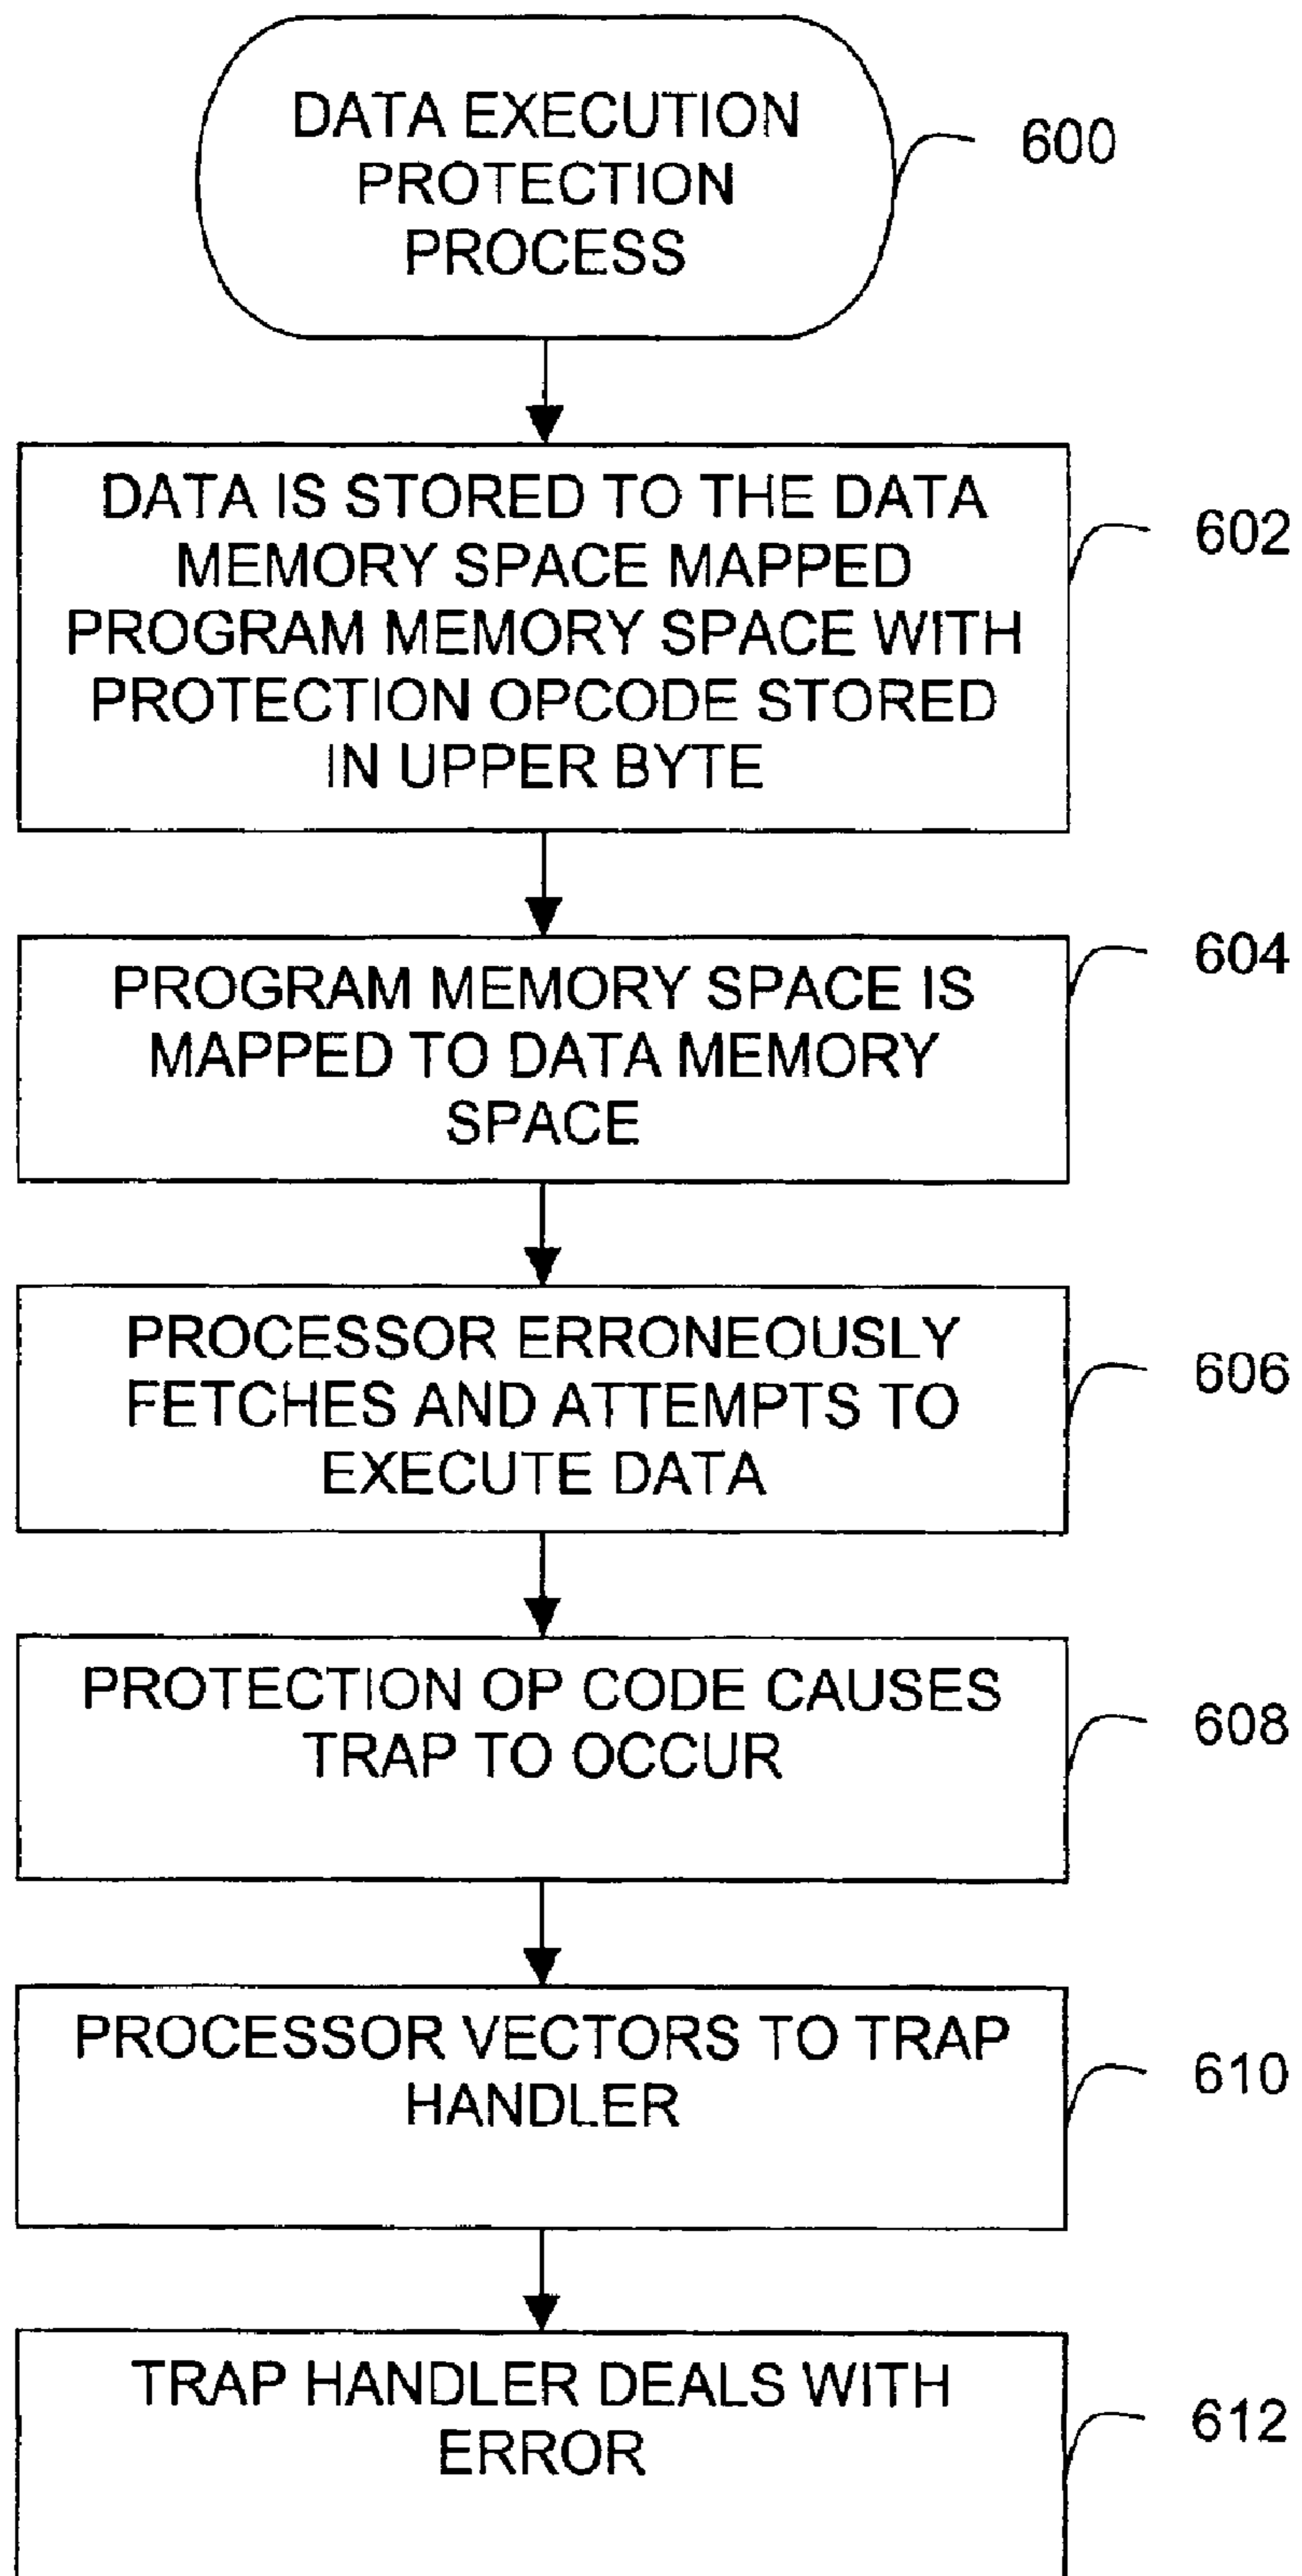 DATA EXECUTION
PROTECTION
PROCESS
600
DATA IS STORED TO THE DATA
MEMORY SPACE MAPPED
PROGRAM MEMORY SPACE WITH
PROTECTION OPCODE STORED
IN UPPER BYTE
602
PROGRAM MEMORY SPACE IS
MAPPED TO DATA MEMORY
SPACE
604
PROCESSOR ERRONEOUSLY
FETCHES AND ATTEMPTS TO
EXECUTE DATA
606
PROTECTION OP CODE CAUSES
TRAP TO OCCUR
608
PROCESSOR VECTORS TO TRAP
HANDLER
610
TRAP HANDLER DEALS WITH
ERROR
612